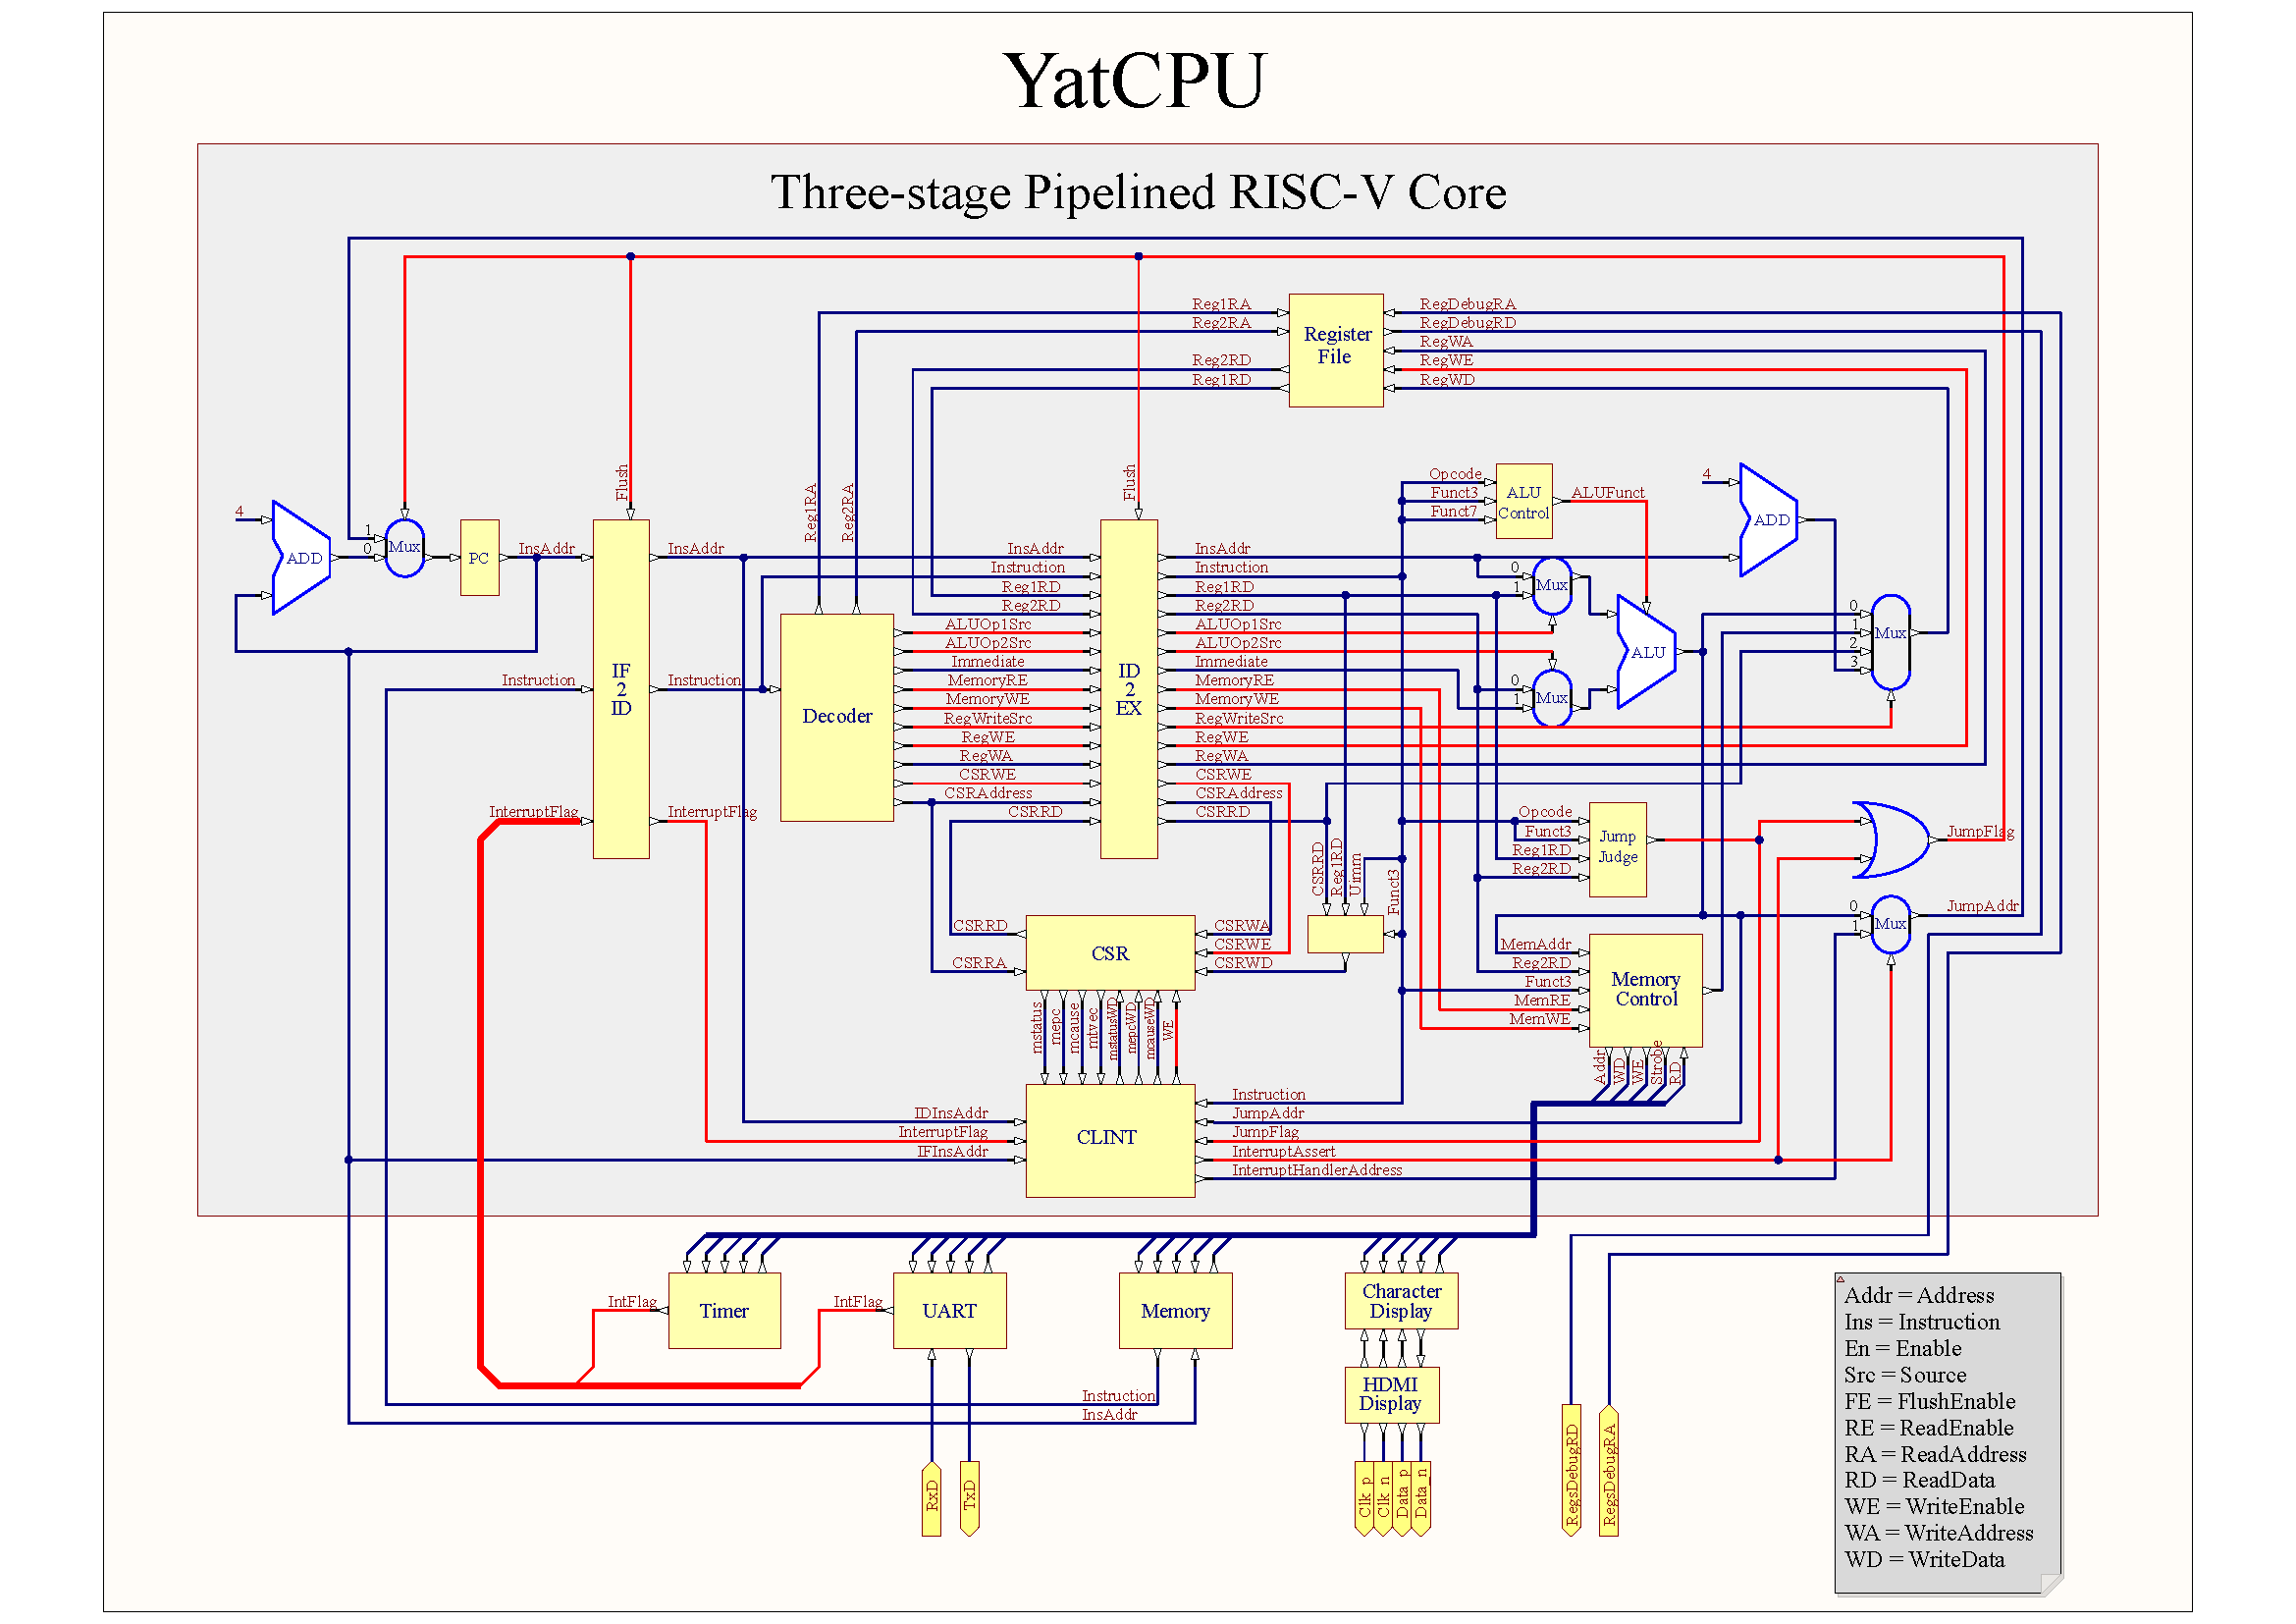 YatCPU
Three-stage Pipelined RISC-V Core
Reg1RA
Reg2RA
Reg2RD
Reg1RD
Register
File
RegDebugRA
RegDebugRD
RegWA
RegWE
RegWD
Flush
Reg1RA
Reg2RA
Flush
4
ADD
1
0
Mux
PC
InsAddr
Instruction
InterruptFlag
IF
2
ID
InsAddr
Instruction
InterruptFlag
Decoder
InsAddr
Instruction
Reg1RD
Reg2RD
ALUOp1Src
ALUOp2Src
Immediate
MemoryRE
MemoryWE
RegWriteSrc
RegWE
RegWA
CSRWE
CSRAddress
CSRRD
ID
2
EX
InsAddr
Instruction
Reg1RD
Reg2RD
ALUOp1Src
ALUOp2Src
Immediate
MemoryRE
MemoryWE
RegWriteSrc
RegWE
RegWA
CSRWE
CSRAddress
CSRRD
Opcode
Funct3
Funct7
ALU
Control
ALUFunct
0
1
Mux
0
1
Mux
ALU
4
ADD
0
1
2
3
Mux
Opcode
Funct3
Reg1RD
Reg2RD
Jump
Judge
JumpFlag
0
1
Mux
JumpAddr
CSRRD
Reg1RD
Uimm
Funct3
CSRRD
CSRRA
CSR
CSRWA
CSRWE
CSRWD
MemAddr
Reg2RD
Funct3
MemRE
MemWE
Memory
Control
Addr
WD
WE
Strobe
RD
mstatus
mepc
mcause
mtvec
mstatusWD
mepcWD
mcauseWD
WE
IDInsAddr
InterruptFlag
IFInsAddr
CLINT
Instruction
JumpAddr
JumpFlag
InterruptAssert
InterruptHandlerAddress
IntFlag
Timer
IntFlag
UART
Memory
Character
Display
HDMI
Display
Instruction
InsAddr
RxD
TxD
Clk_p
Clk_n
Data_p
Data_n
RegsDebugRD
RegsDebugRA
Addr = Address
Ins = Instruction
En = Enable
Src = Source
FE = FlushEnable
RE = ReadEnable
RA = ReadAddress
RD = ReadData
WE = WriteEnable
WA = WriteAddress
WD = WriteData